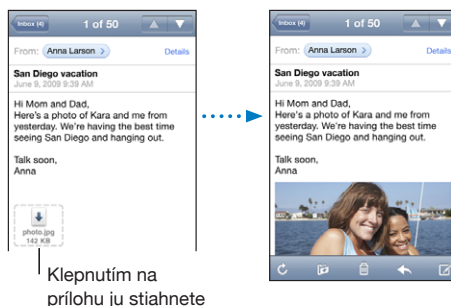 Inbox (4)
1 of 50
From: Anna Larson
Details
San Diego vacation
June 9, 2009 9:39 AM
Hi Mom and Dad,
Here's a photo of Kara and me from
yesterday. We're having the best time
seeing San Diego and hanging out.
Talk soon,
Anna
photo.jpg
142 KB
Klepnutím na
prílohu ju stiahnete
Inbox (4)
1 of 50
From: Anna Larson
Details
San Diego vacation
June 9, 2009 9:39 AM
Hi Mom and Dad,
Here's a photo of Kara and me from
yesterday. We're having the best time
seeing San Diego and hanging out.
Talk soon,
Anna